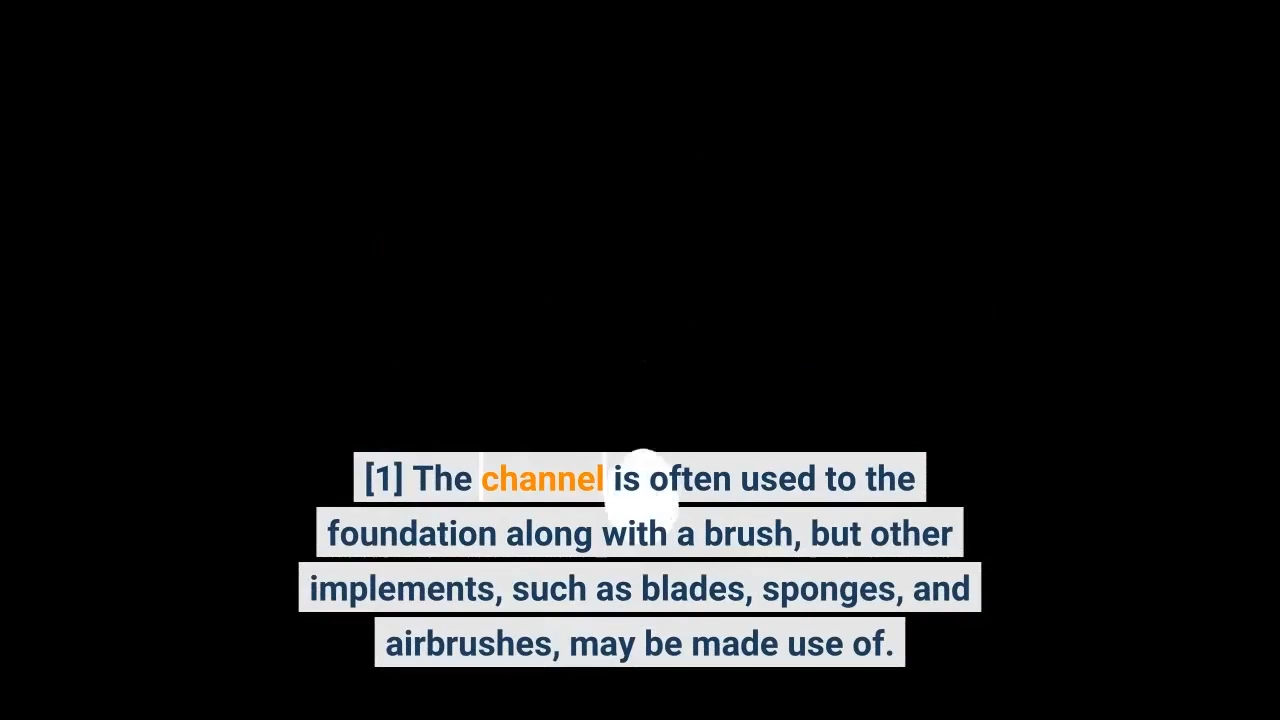 [1] The channel is often used to the
foundation along with a brush, but other
implements, such as blades, sponges, and
airbrushes, may be made use of.